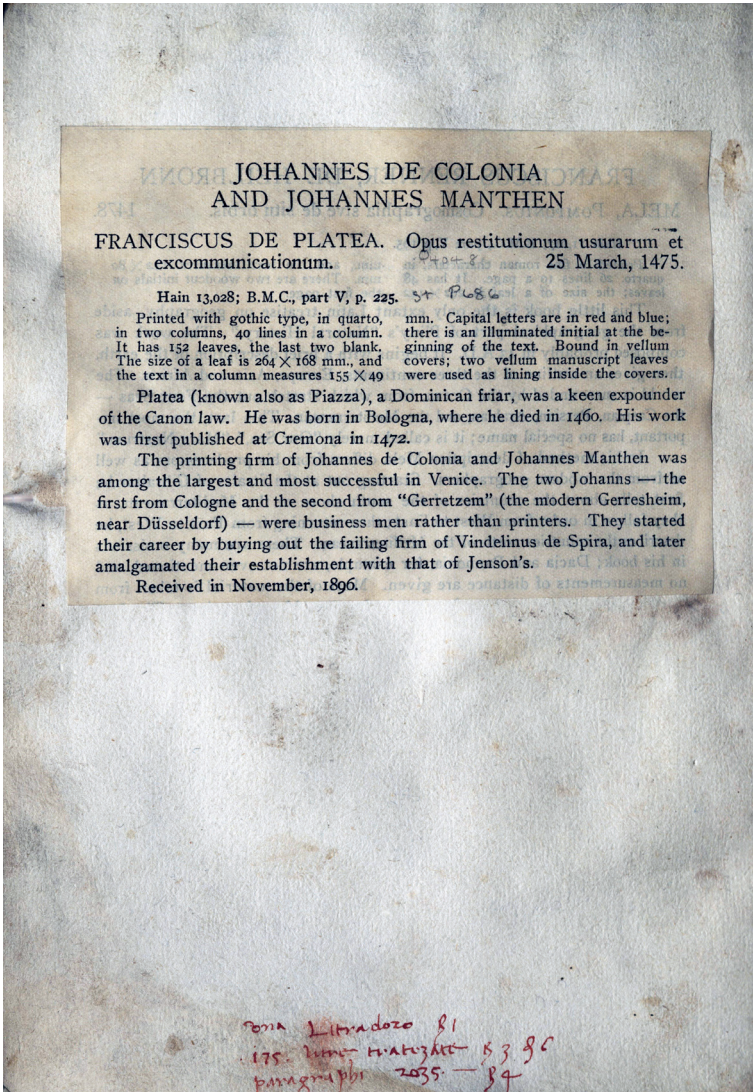 JOHANNES DE COLONIA
AND JOHANNES MANTHEN
FRANCISCUS DE PLATEA. Opus restitutionum usurarum et
excommunicationum. 25 March, 1475.
Hain 13,028; B.M.C., part V, p. 225. St P686
Printed with gothic type, in quarto,
in two columns, 40 lines in a column.
It has 152 leaves, the last two blank.
The size of a leaf is 264 × 168 mm., and
the text in a column measures 155 × 49
mm. Capital letters are in red and blue;
there is an illuminated initial at the be-
ginning of the text. Bound in vellum
covers; two vellum manuscript leaves
were used as lining inside the covers.
Platea (known also as Piazza), a Dominican friar, was a keen expounder
of the Canon law. He was born in Bologna, where he died in 1460. His work
was first published at Cremona in 1472.
The printing firm of Johannes de Colonia and Johannes Manthen was
among the largest and most successful in Venice. The two Johanns — the
first from Cologne and the second from "Gerretzem" (the modern Gerresheim,
near Düsseldorf) — were business men rather than printers. They started
their career by buying out the failing firm of Vindelinus de Spira, and later
amalgamated their establishment with that of Jenson's.
Received in November, 1896.
175.
paragraphi 2035. —